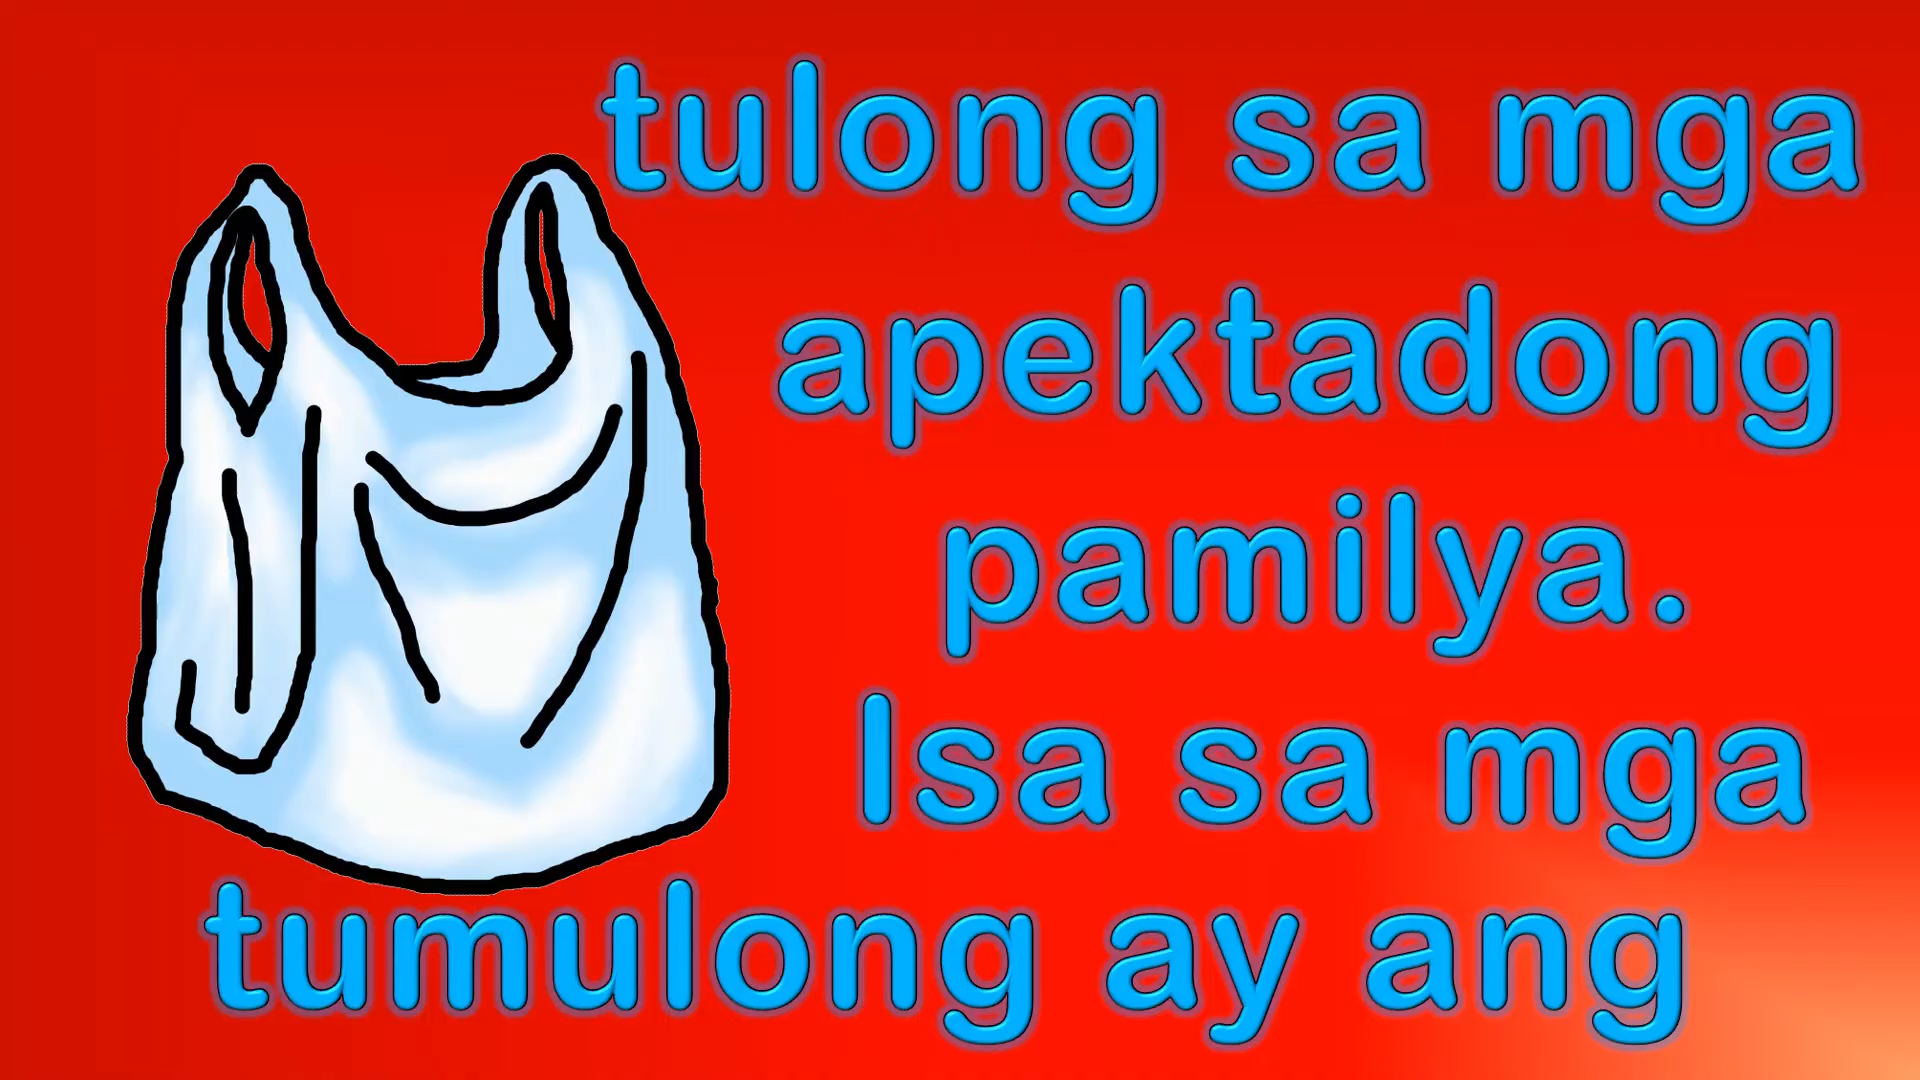 tulong sa mga
apektadong
pamilya.
Isa sa mga
tumulong ay ang